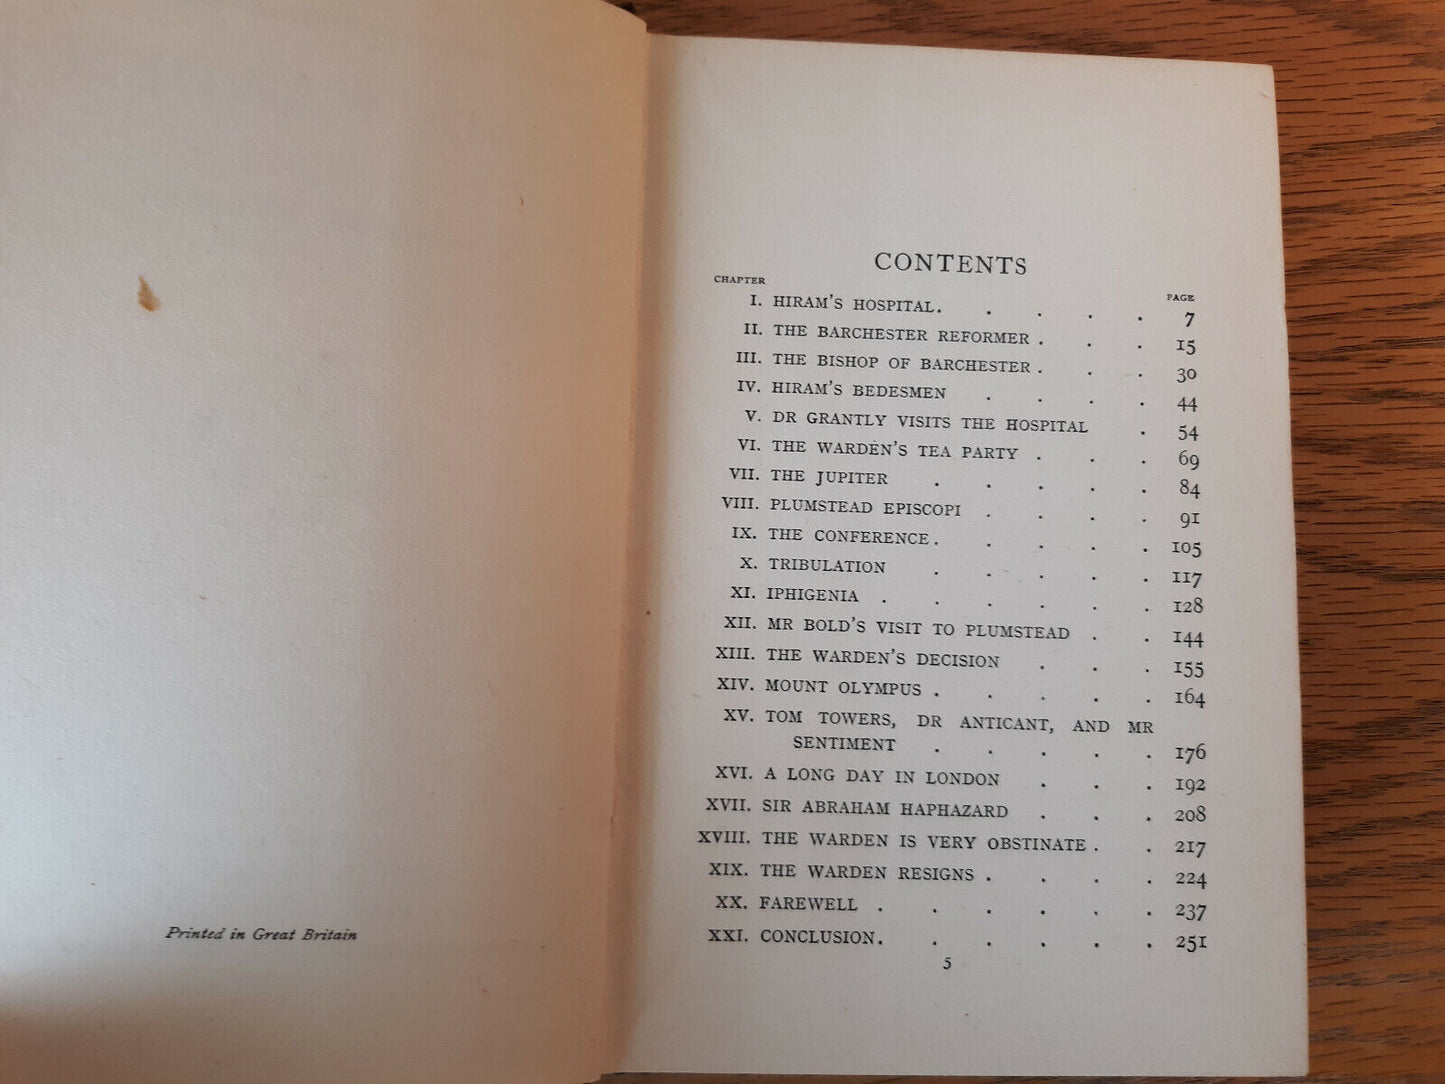 Printed in Great Britain
CONTENTS
CHAPTER PAGE
I. HIRAM'S HOSPITAL. . . . . 7
II. THE BARCHESTER REFORMER . . . 15
III. THE BISHOP OF BARCHESTER . . . 30
IV. HIRAM'S BEDESMEN . . . . 44
V. DR GRANTLY VISITS THE HOSPITAL . 54
VI. THE WARDEN'S TEA PARTY . . . 69
VII. THE JUPITER . . . . . 84
VIII. PLUMSTEAD EPISCOPI . . . . 91
IX. THE CONFERENCE . . . . . 105
X. TRIBULATION . . . . . 117
XI. IPHIGENIA . . . . . . 128
XII. MR BOLD'S VISIT TO PLUMSTEAD . . 144
XIII. THE WARDEN'S DECISION . . . 155
XIV. MOUNT OLYMPUS . . . . . 164
XV. TOM TOWERS, DR ANTICANT, AND MR
SENTIMENT . . . . . 176
XVI. A LONG DAY IN LONDON . . . 192
XVII. SIR ABRAHAM HAPHAZARD . . . 208
XVIII. THE WARDEN IS VERY OBSTINATE . . 217
XIX. THE WARDEN RESIGNS . . . . 224
XX. FAREWELL . . . . . . 237
XXI. CONCLUSION. . . . . . 251
5